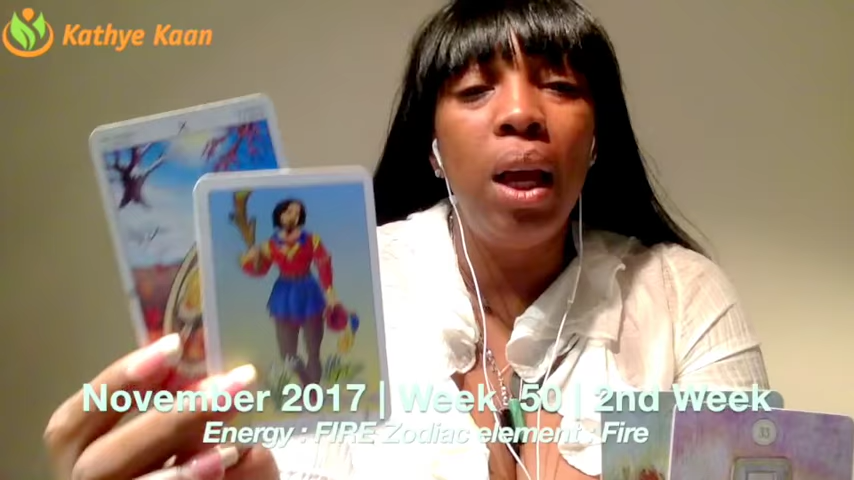 Kathye Kaan
X
November 2017 | Week 50 | 2nd Week
Energy : FIRE Zodiac element : Fire
33